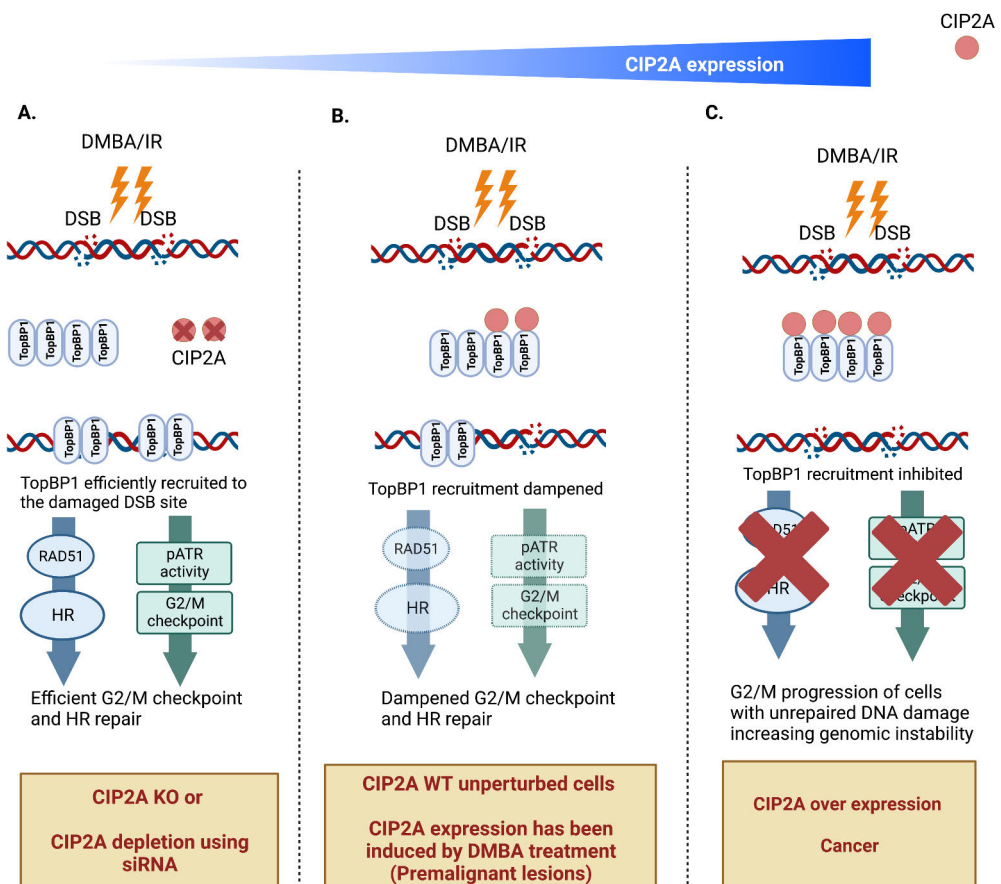 CIP2A
CIP2A expression
A.
DMBA/IR
DSB
DSB
TopBP1
TopBP1
TopBP1
TopBP1
CIP2A
TopBP1
TopBP1
TopBP1
TopBP1
TopBP1 efficiently recruited to
the damaged DSB site
RAD51
HR
pATR
activity
G2/M
checkpoint
Efficient G2/M checkpoint
and HR repair
CIP2A KO or
CIP2A depletion using
siRNA
B.
DMBA/IR
DSB
DSB
TopBP1
TopBP1
TopBP1
TopBP1
TopBP1
TopBP1
TopBP1 recruitment dampened
RAD51
HR
pATR
activity
G2/M
checkpoint
Dampened G2/M checkpoint
and HR repair
CIP2A WT unperturbed cells
CIP2A expression has been
induced by DMBA treatment
(Premalignant lesions)
C.
DMBA/IR
DSB
DSB
TopBP1
TopBP1
TopBP1
TopBP1
TopBP1 recruitment inhibited
HR
pATR
G2/M progression of cells
with unrepaired DNA damage
increasing genomic instability
CIP2A over expression
Cancer